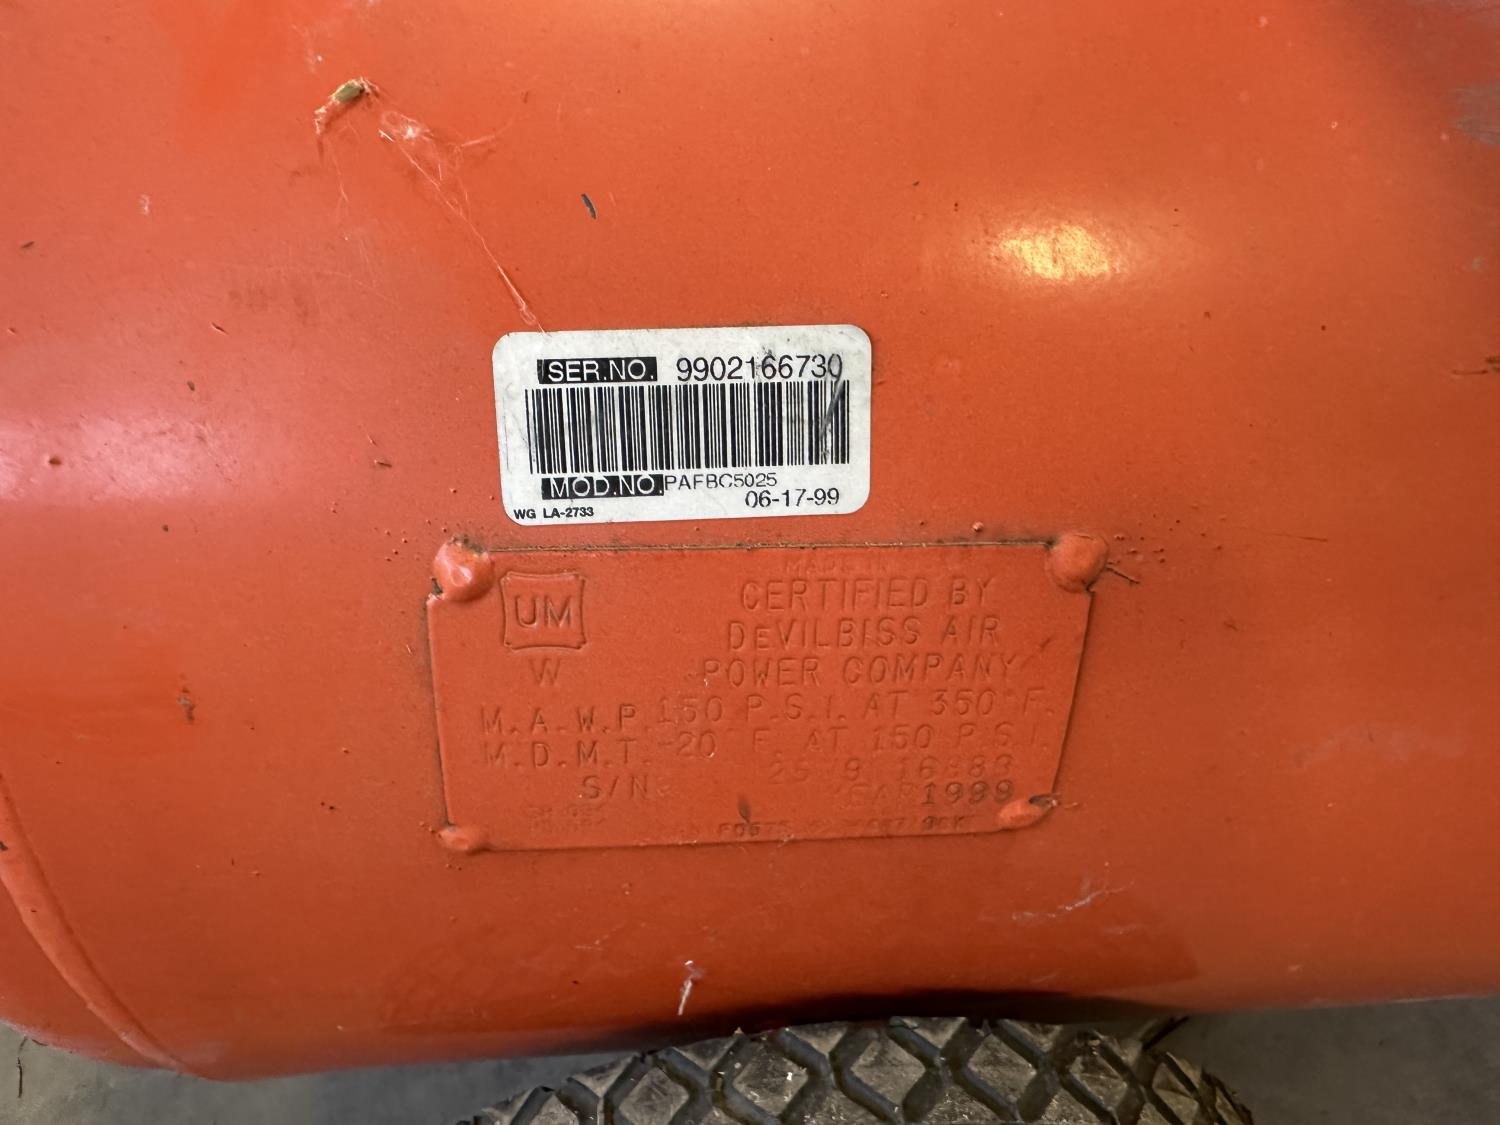 SER.NO. 9902166730
MOD.NO. PAFBC5025
06-17-99
WG LA-2733
UM
W
CERTIFIED BY
DeVILBISS AIR
POWER COMPANY
M.A.W.P. 150 P.S.I. AT 350°F.
M.D.M.T. -20°F. AT 150 P.S.I.
S/N
YEAR 1999